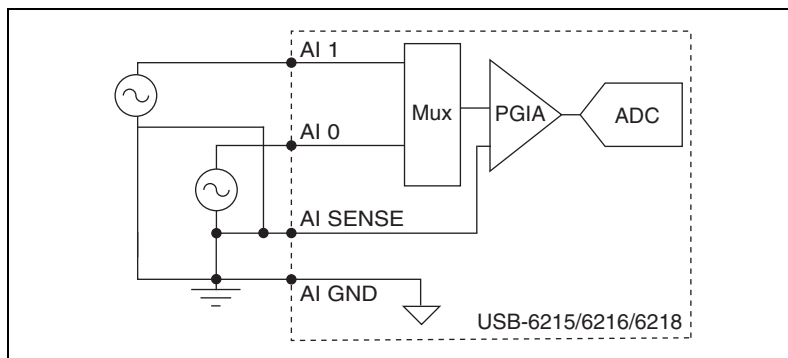 AI 1
Mux
PGIA
ADC
AI 0
AI SENSE
AI GND
USB-6215/6216/6218